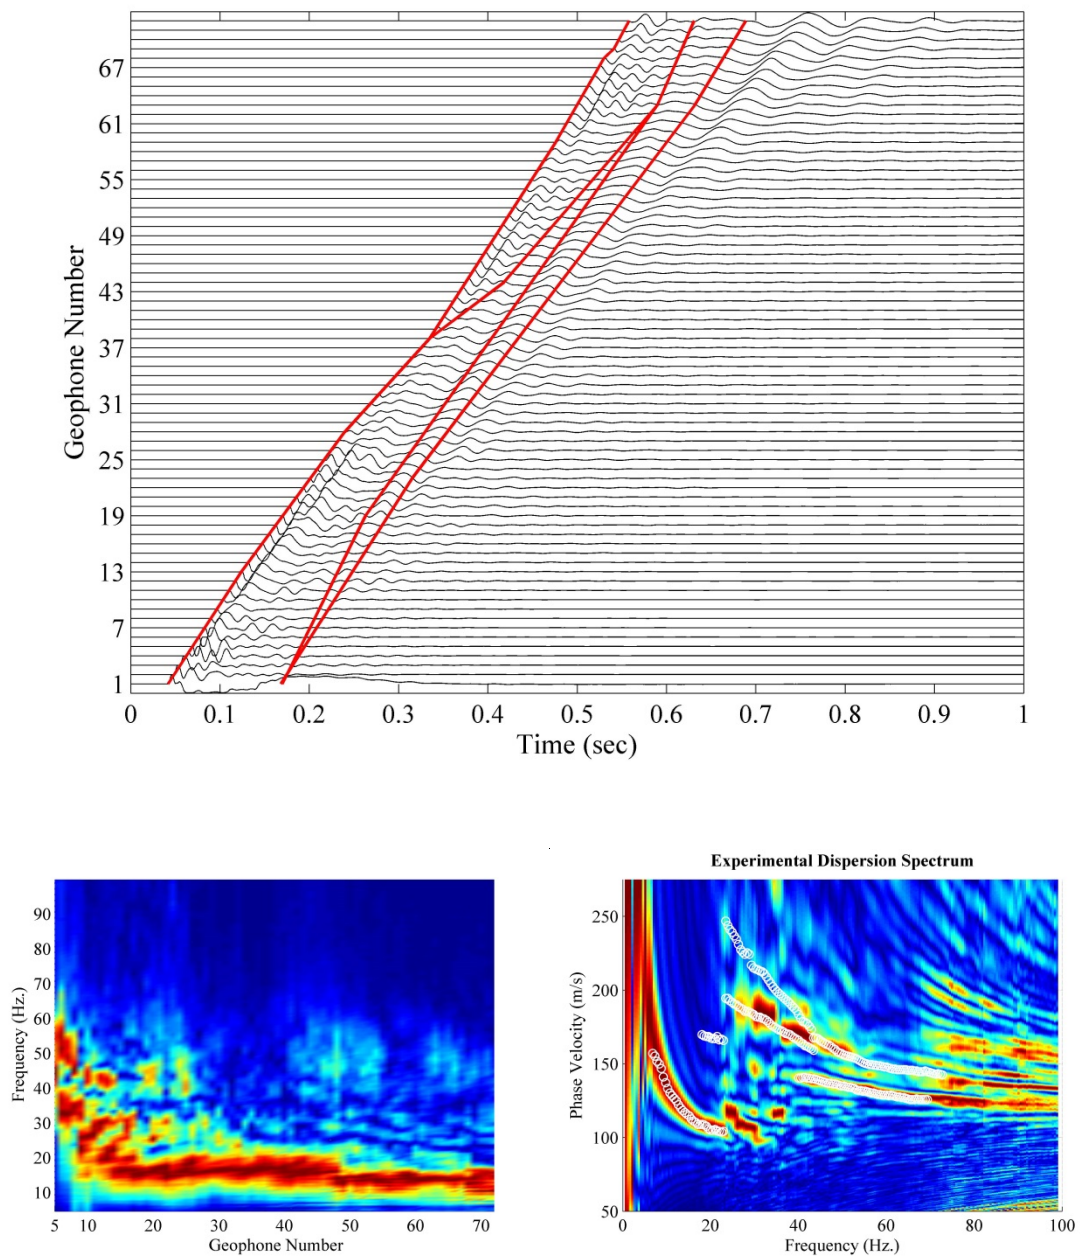 67
61
55
49
43
37
31
25
19
13
7
1
Geophone Number
0 0.1 0.2 0.3 0.4 0.5 0.6 0.7 0.8 0.9 1
Time (sec)
90
80
70
60
50
40
30
20
10
Frequency (Hz.)
5 10 20 30 40 50 60 70
Geophone Number
Experimental Dispersion Spectrum
250
200
150
100
50
Phase Velocity (m/s)
0 20 40 60 80 100
Frequency (Hz.)